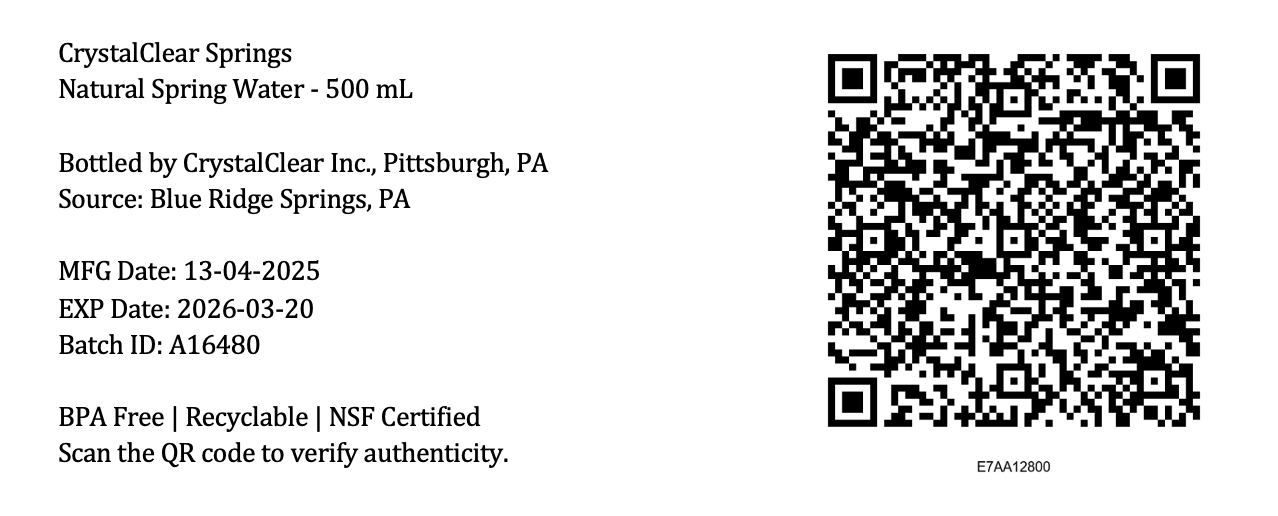 CrystalClear Springs
Natural Spring Water - 500 mL
Bottled by CrystalClear Inc., Pittsburgh, PA
Source: Blue Ridge Springs, PA
MFG Date: 13-04-2025
EXP Date: 2026-03-20
Batch ID: A16480
BPA Free | Recyclable | NSF Certified
Scan the QR code to verify authenticity.
E7AA12800